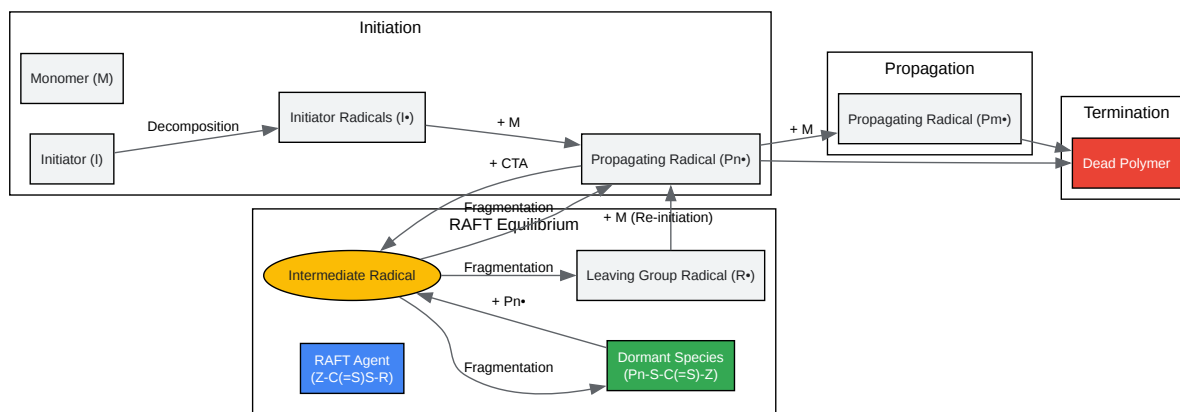 Initiation
Monomer (M)
Initiator (I)
Decomposition
Initiator Radicals (I•)
+ M
Propagating Radical (Pn•)
+ M
Propagation
Propagating Radical (Pm•)
Termination
Dead Polymer
+ CTA
Fragmentation
+ M (Re-initiation)
RAFT Equilibrium
Intermediate Radical
Fragmentation
Leaving Group Radical (R•)
+ Pn•
RAFT Agent
(Z-C(=S)S-R)
Fragmentation
Dormant Species
(Pn-S-C(=S)-Z)